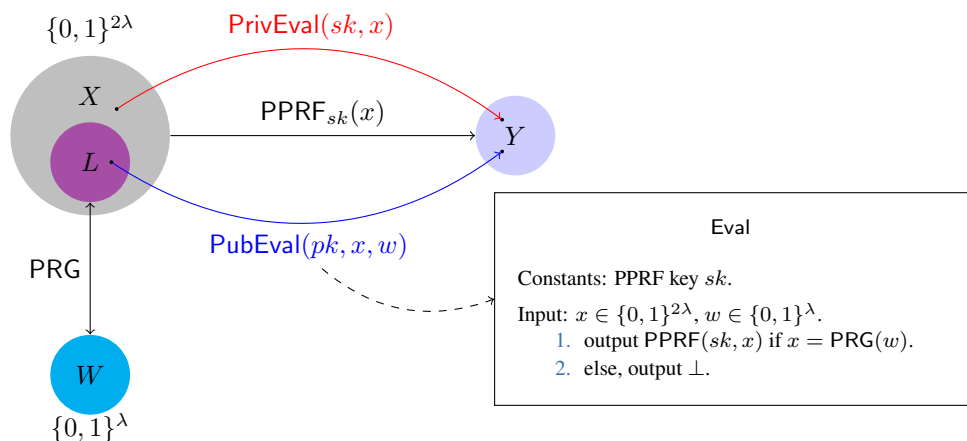 {0, 1}^{2λ}
PrivEval(sk, x)
X
PPRF_{sk}(x)
Y
L
PubEval(pk, x, w)
PRG
W
{0, 1}^λ
Eval
Constants: PPRF key sk.
Input: x ∈ {0, 1}^{2λ}, w ∈ {0, 1}^λ.
1. output PPRF(sk, x) if x = PRG(w).
2. else, output ⊥.